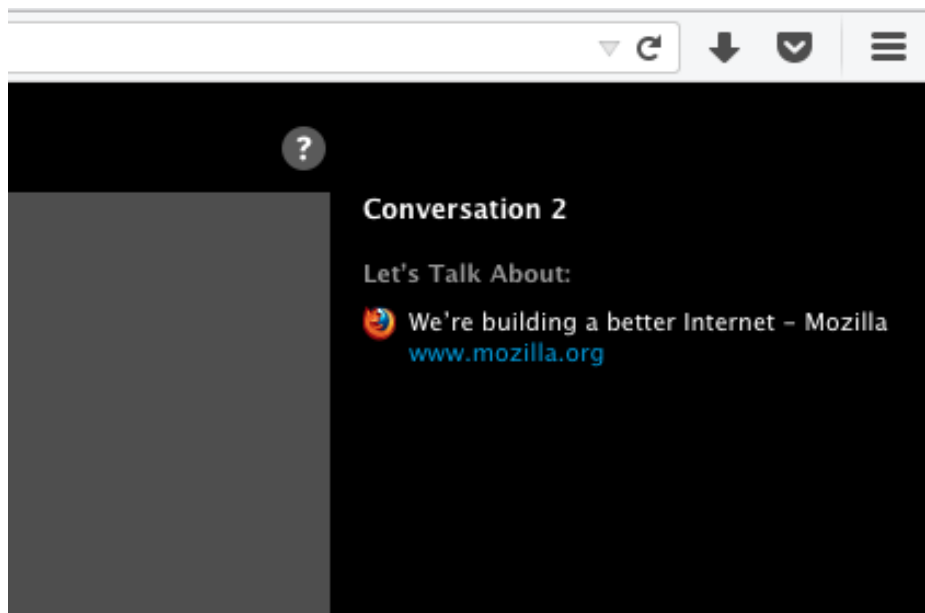 ?
Conversation 2
Let's Talk About:
We're building a better Internet – Mozilla
www.mozilla.org